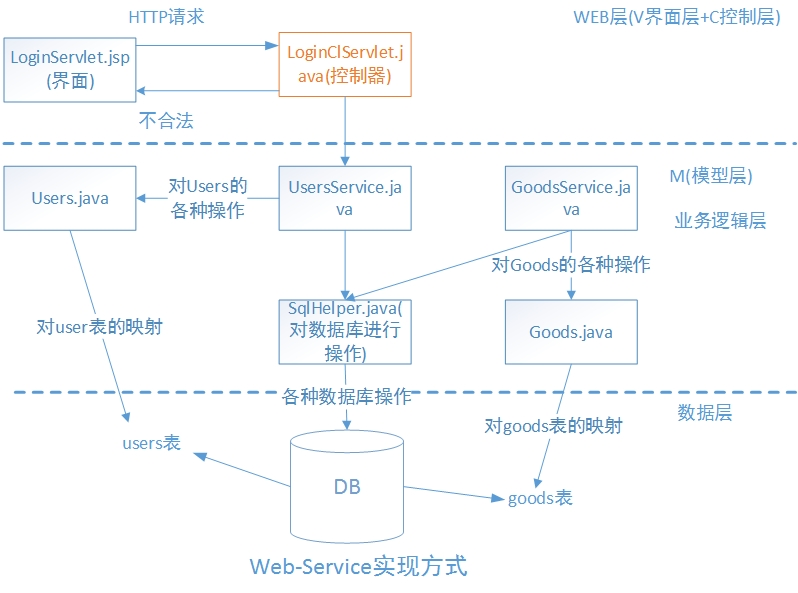 HTTP请求
WEB层(V界面层+C控制层)
LoginServlet.jsp
(界面)
LoginClServlet.j
ava(控制器)
不合法
Users.java
对Users的
各种操作
UsersService.ja
va
GoodsService.ja
va
M(模型层)
业务逻辑层
对Goods的各种操作
对user表的映射
SqlHelper.java(
对数据库进行
操作)
Goods.java
各种数据库操作
数据层
users表
对goods表的映射
DB
goods表
Web-Service实现方式